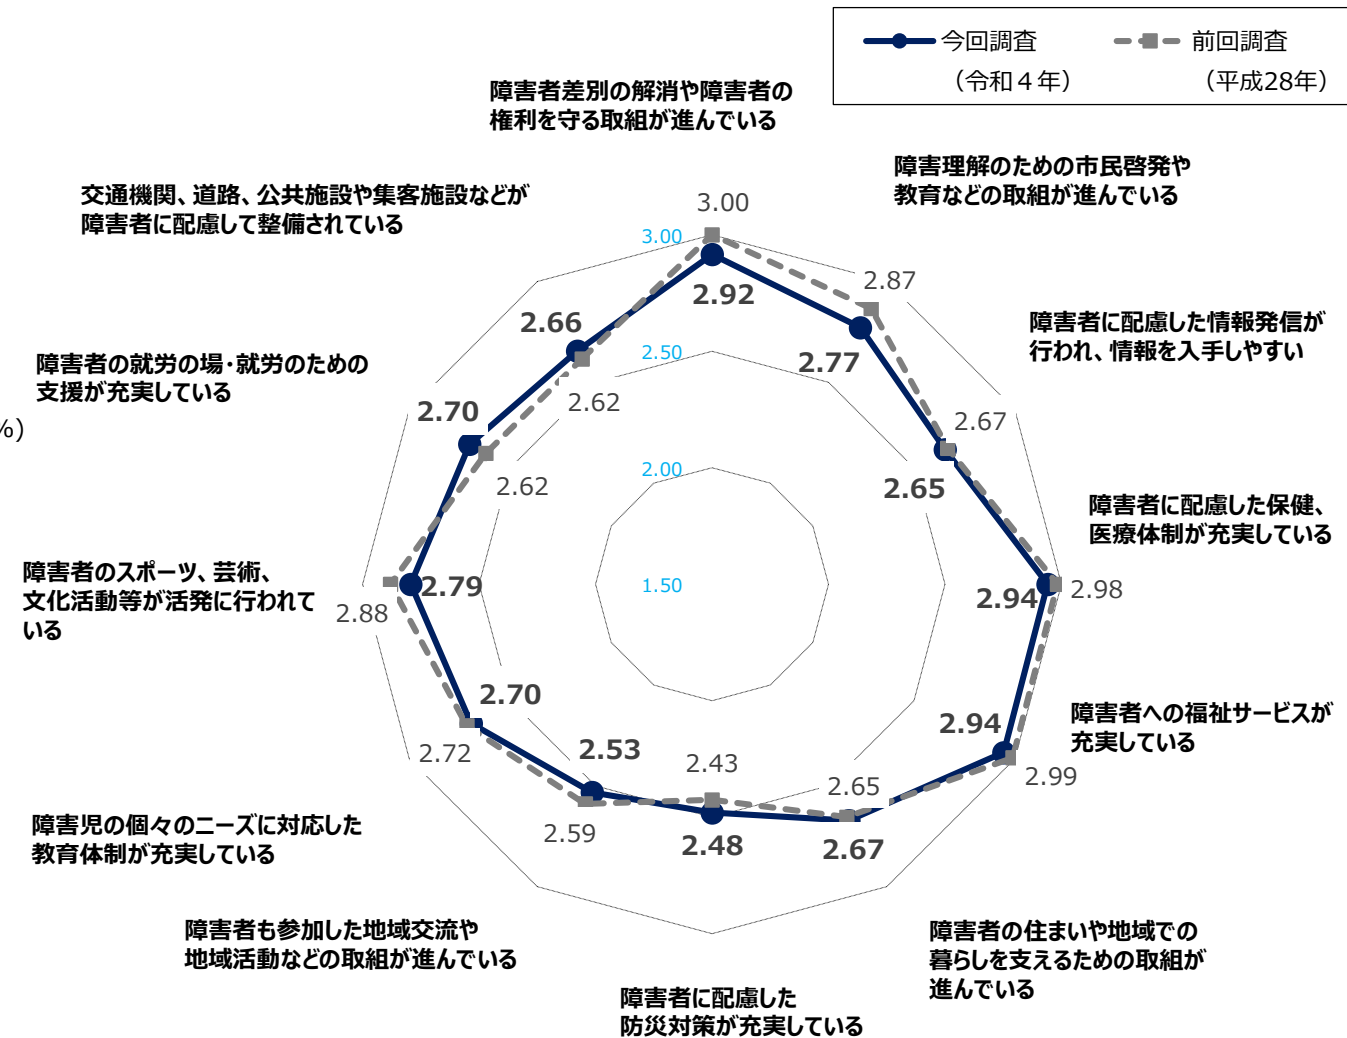 今回調査
（令和４年）
前回調査
（平成28年）
障害者差別の解消や障害者の
権利を守る取組が進んでいる
障害理解のための市民啓発や
教育などの取組が進んでいる
交通機関、道路、公共施設や集客施設などが
障害者に配慮して整備されている
3.00
3.00
2.87
2.92
障害者に配慮した情報発信が
行われ、情報を入手しやすい
2.66
2.50
2.77
障害者の就労の場・就労のための
支援が充実している
2.62
2.70
2.67
%)
2.00
2.62
2.65
障害者に配慮した保健、
医療体制が充実している
障害者のスポーツ、芸術、
文化活動等が活発に行われて
いる
2.79
2.88
1.50
2.94
2.98
2.70
2.72
2.94
障害者への福祉サービスが
充実している
2.99
2.53
2.43
2.65
2.59
2.48
2.67
障害児の個々のニーズに対応した
教育体制が充実している
障害者も参加した地域交流や
地域活動などの取組が進んでいる
障害者の住まいや地域での
暮らしを支えるための取組が
進んでいる
障害者に配慮した
防災対策が充実している